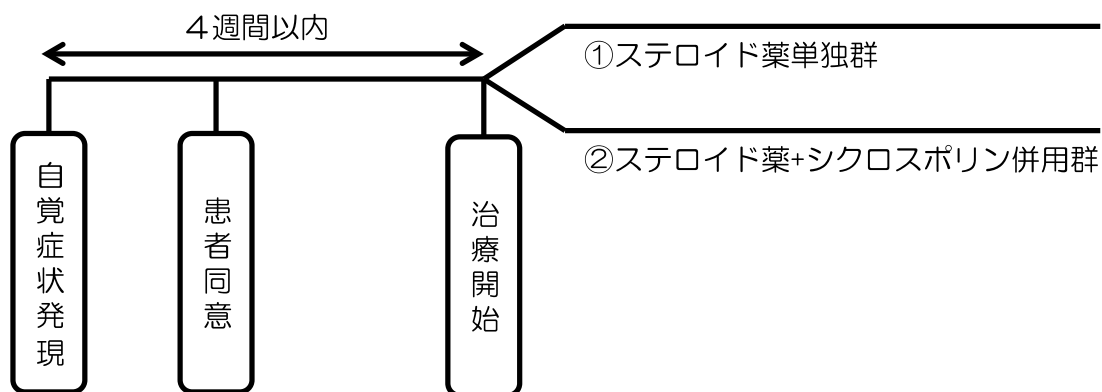 ４週間以内
①ステロイド薬単独群
②ステロイド薬+シクロスポリン併用群
自覚症状発現
患者同意
治療開始